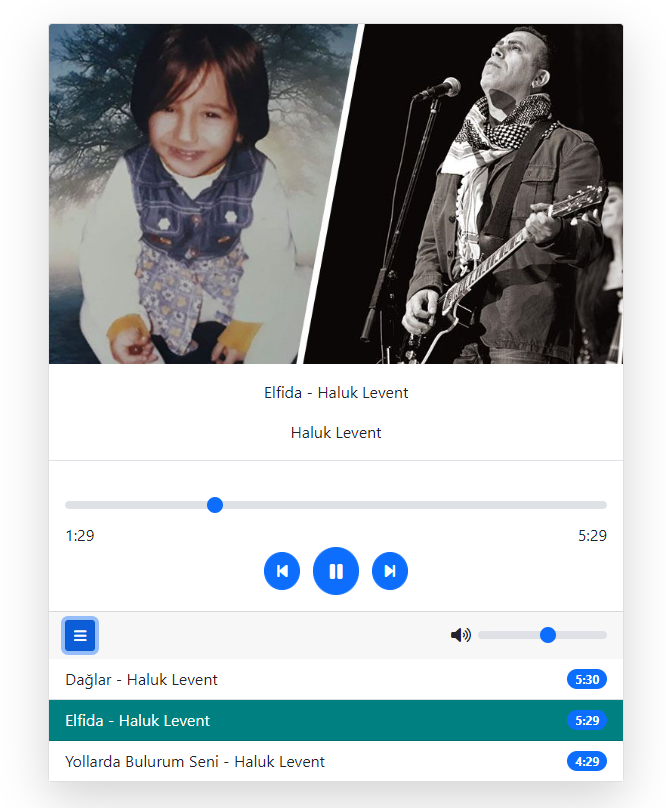 Elfida - Haluk Levent
Haluk Levent
1:29 5:29
Dağlar - Haluk Levent 5:30
Elfida - Haluk Levent 5:29
Yollarda Bulurum Seni - Haluk Levent 4:29